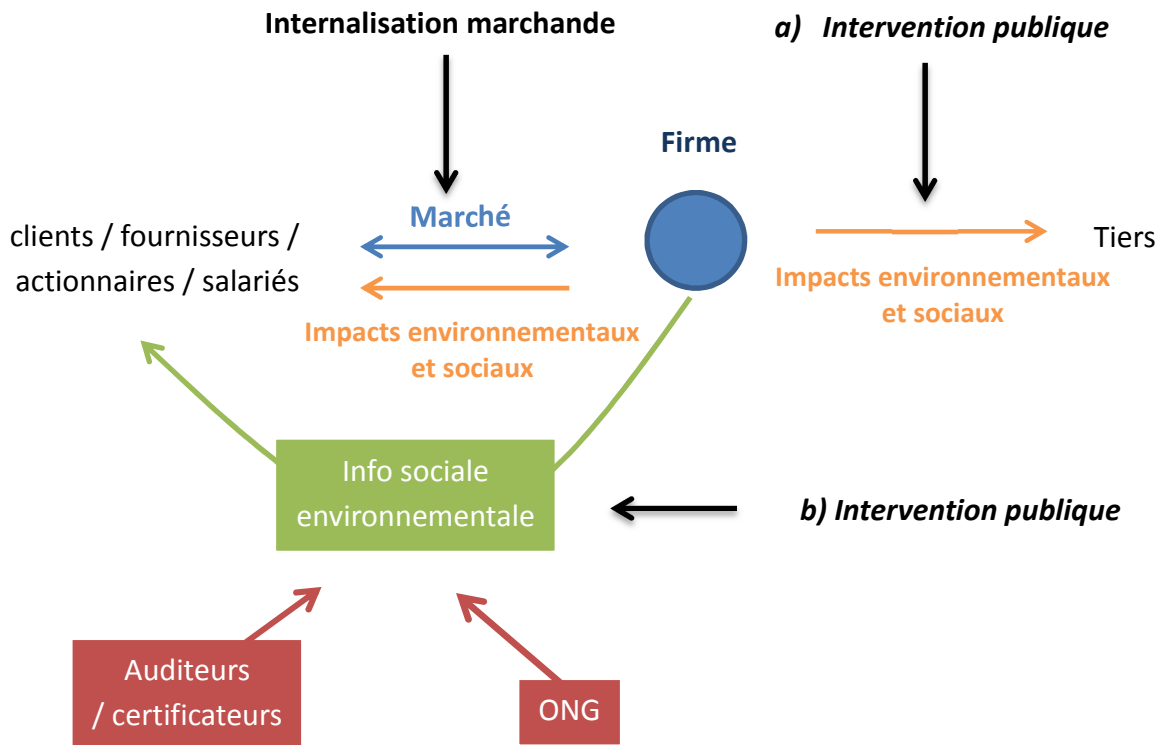 Internalisation marchande
a) Intervention publique
Firme
Marché
clients / fournisseurs /
actionnaires / salariés
Tiers
Impacts environnementaux
et sociaux
Impacts environnementaux
et sociaux
Info sociale
environnementale
b) Intervention publique
Auditeurs
/ certificateurs
ONG